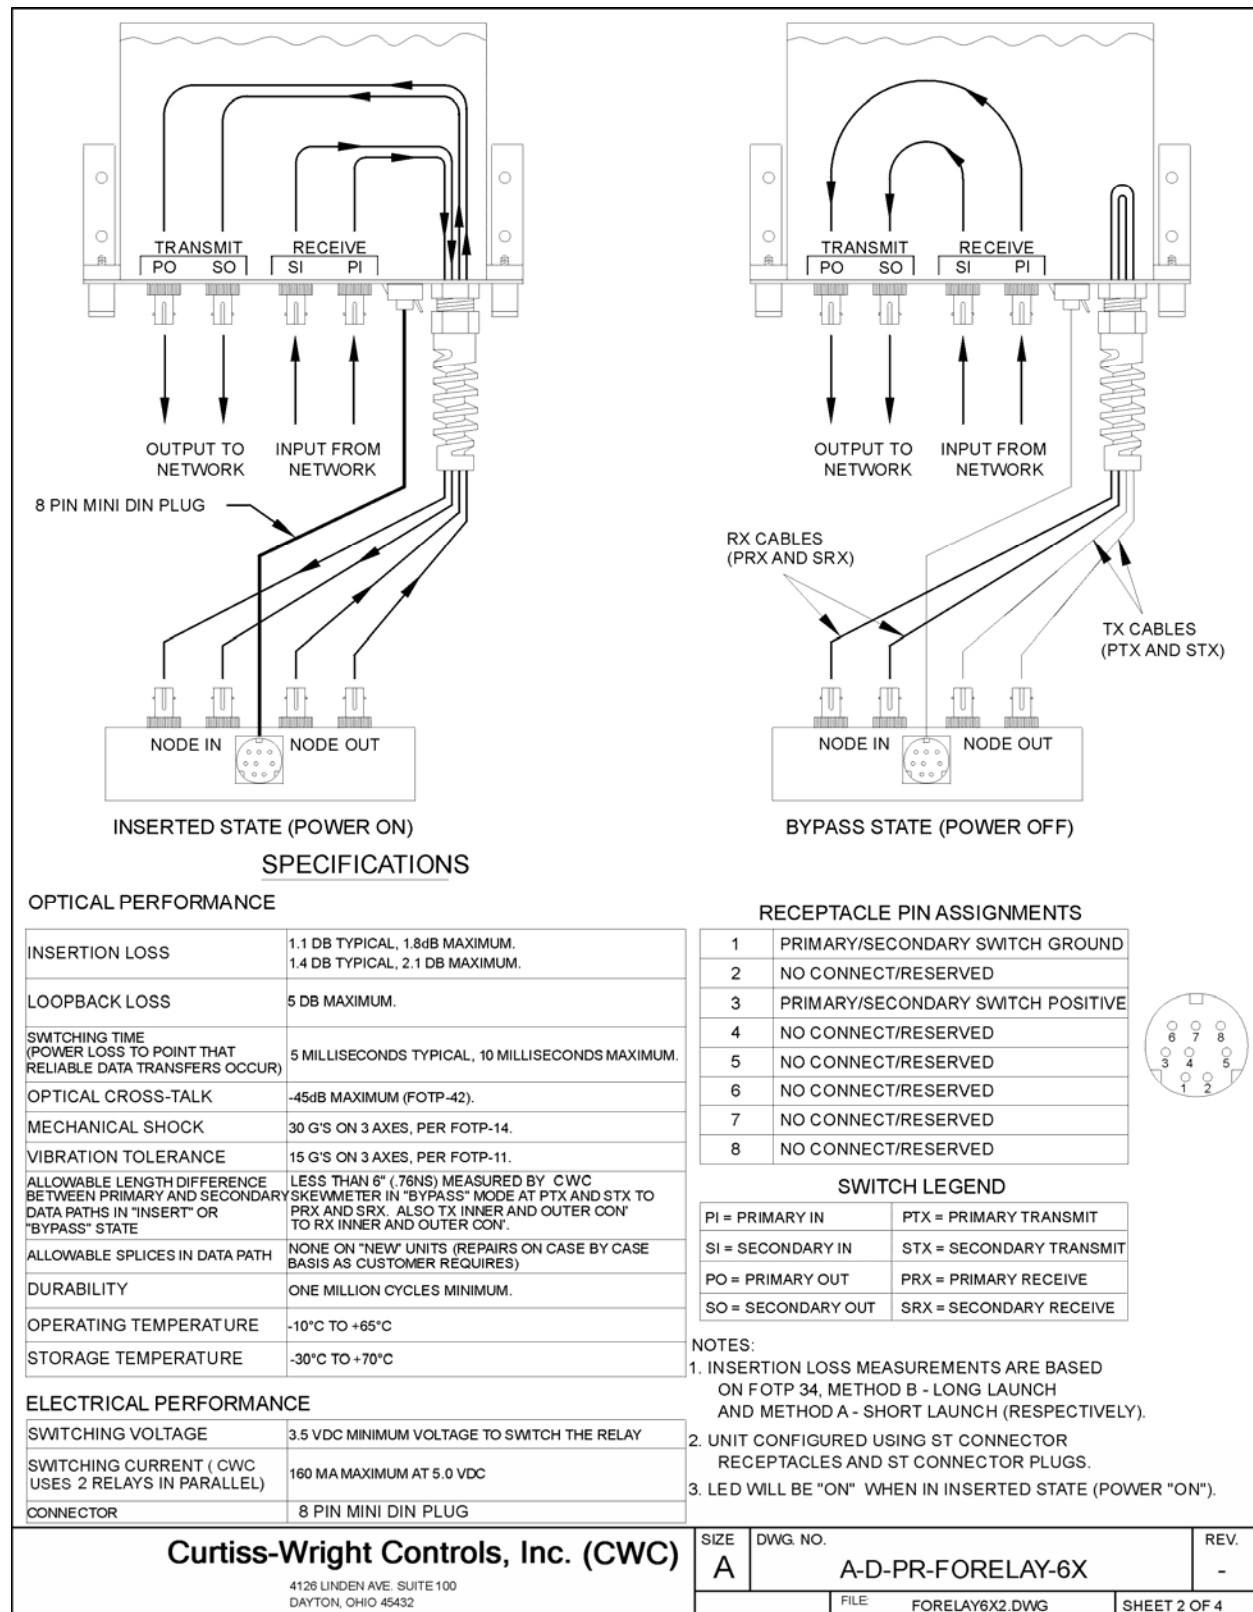 TRANSMIT RECEIVE
PO SO SI PI
OUTPUT TO
NETWORK
INPUT FROM
NETWORK
8 PIN MINI DIN PLUG
NODE IN NODE OUT
INSERTED STATE (POWER ON)
TRANSMIT RECEIVE
PO SO SI PI
OUTPUT TO
NETWORK
INPUT FROM
NETWORK
RX CABLES
(PRX AND SRX)
TX CABLES
(PTX AND STX)
NODE IN NODE OUT
BYPASS STATE (POWER OFF)
SPECIFICATIONS
OPTICAL PERFORMANCE
INSERTION LOSS
1.1 DB TYPICAL, 1.8dB MAXIMUM.
1.4 DB TYPICAL, 2.1 DB MAXIMUM.
LOOPBACK LOSS
5 DB MAXIMUM.
SWITCHING TIME
(POWER LOSS TO POINT THAT
RELIABLE DATA TRANSFERS OCCUR)
5 MILLISECONDS TYPICAL, 10 MILLISECONDS MAXIMUM.
OPTICAL CROSS-TALK
-45dB MAXIMUM (FOTP-42).
MECHANICAL SHOCK
30 G'S ON 3 AXES, PER FOTP-14.
VIBRATION TOLERANCE
15 G'S ON 3 AXES, PER FOTP-11.
ALLOWABLE LENGTH DIFFERENCE
BETWEEN PRIMARY AND SECONDARY
DATA PATHS IN "INSERT" OR
"BYPASS" STATE
LESS THAN 6" (.76NS) MEASURED BY CWC
SKEWMETER IN "BYPASS" MODE AT PTX AND STX TO
PRX AND SRX. ALSO TX INNER AND OUTER CON'
TO RX INNER AND OUTER CON'.
ALLOWABLE SPLICES IN DATA PATH
NONE ON "NEW" UNITS (REPAIRS ON CASE BY CASE
BASIS AS CUSTOMER REQUIRES)
DURABILITY
ONE MILLION CYCLES MINIMUM.
OPERATING TEMPERATURE
-10°C TO +65°C
STORAGE TEMPERATURE
-30°C TO +70°C
ELECTRICAL PERFORMANCE
SWITCHING VOLTAGE
3.5 VDC MINIMUM VOLTAGE TO SWITCH THE RELAY
SWITCHING CURRENT ( CWC
USES 2 RELAYS IN PARALLEL)
160 MA MAXIMUM AT 5.0 VDC
CONNECTOR
8 PIN MINI DIN PLUG
RECEPTACLE PIN ASSIGNMENTS
1 PRIMARY/SECONDARY SWITCH GROUND
2 NO CONNECT/RESERVED
3 PRIMARY/SECONDARY SWITCH POSITIVE
4 NO CONNECT/RESERVED
5 NO CONNECT/RESERVED
6 NO CONNECT/RESERVED
7 NO CONNECT/RESERVED
8 NO CONNECT/RESERVED
6 7 8
3 4 5
1 2
SWITCH LEGEND
PI = PRIMARY IN PTX = PRIMARY TRANSMIT
SI = SECONDARY IN STX = SECONDARY TRANSMIT
PO = PRIMARY OUT PRX = PRIMARY RECEIVE
SO = SECONDARY OUT SRX = SECONDARY RECEIVE
NOTES:
1. INSERTION LOSS MEASUREMENTS ARE BASED
ON FOTP 34, METHOD B - LONG LAUNCH
AND METHOD A - SHORT LAUNCH (RESPECTIVELY).
2. UNIT CONFIGURED USING ST CONNECTOR
RECEPTACLES AND ST CONNECTOR PLUGS.
3. LED WILL BE "ON" WHEN IN INSERTED STATE (POWER "ON").
Curtiss-Wright Controls, Inc. (CWC)
4126 LINDEN AVE. SUITE 100
DAYTON, OHIO 45432
SIZE
A
DWG. NO.
A-D-PR-FORELAY-6X
REV.
-
FILE: FORELAY6X2.DWG
SHEET 2 OF 4